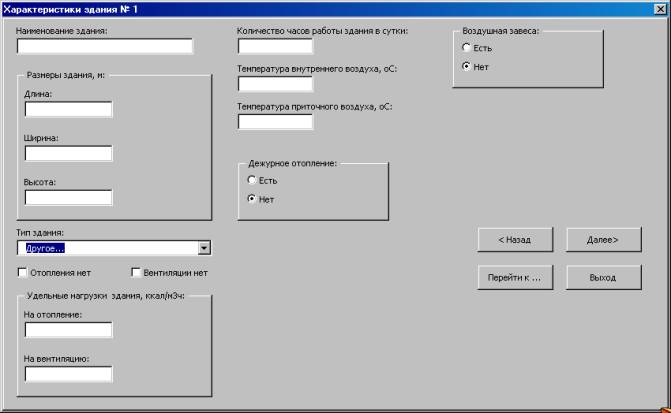 Характеристики здания № 1
Наименование здания:
Размеры здания, м:
Длина:
Ширина:
Высота:
Тип здания:
Другое...
Отопления нет
Вентиляции нет
Удельные нагрузки здания, ккал/м3ч:
На отопление:
На вентиляцию:
Количество часов работы здания в сутки:
Температура внутреннего воздуха, оС:
Температура приточного воздуха, оС:
Дежурное отопление:
Есть
Нет
Воздушная завеса:
Есть
Нет
< Назад
Далее>
Перейти к ...
Выход